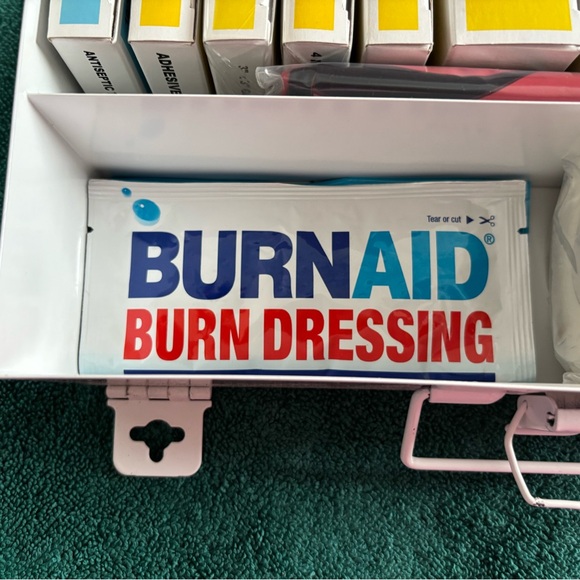 ANTISEPTIC
ADHESIVE
Tear or cut
BURNAID®
BURN DRESSING